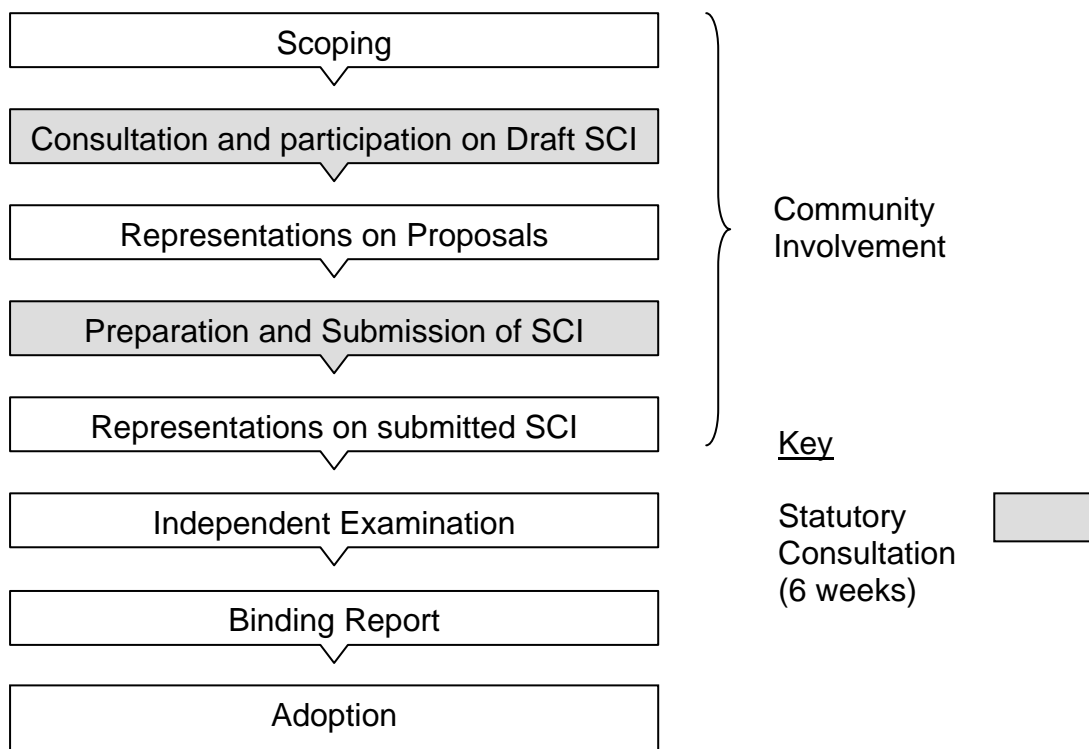 Scoping
Consultation and participation on Draft SCI
Representations on Proposals
Preparation and Submission of SCI
Representations on submitted SCI
Independent Examination
Binding Report
Adoption
Community
Involvement
Key
Statutory
Consultation
(6 weeks)